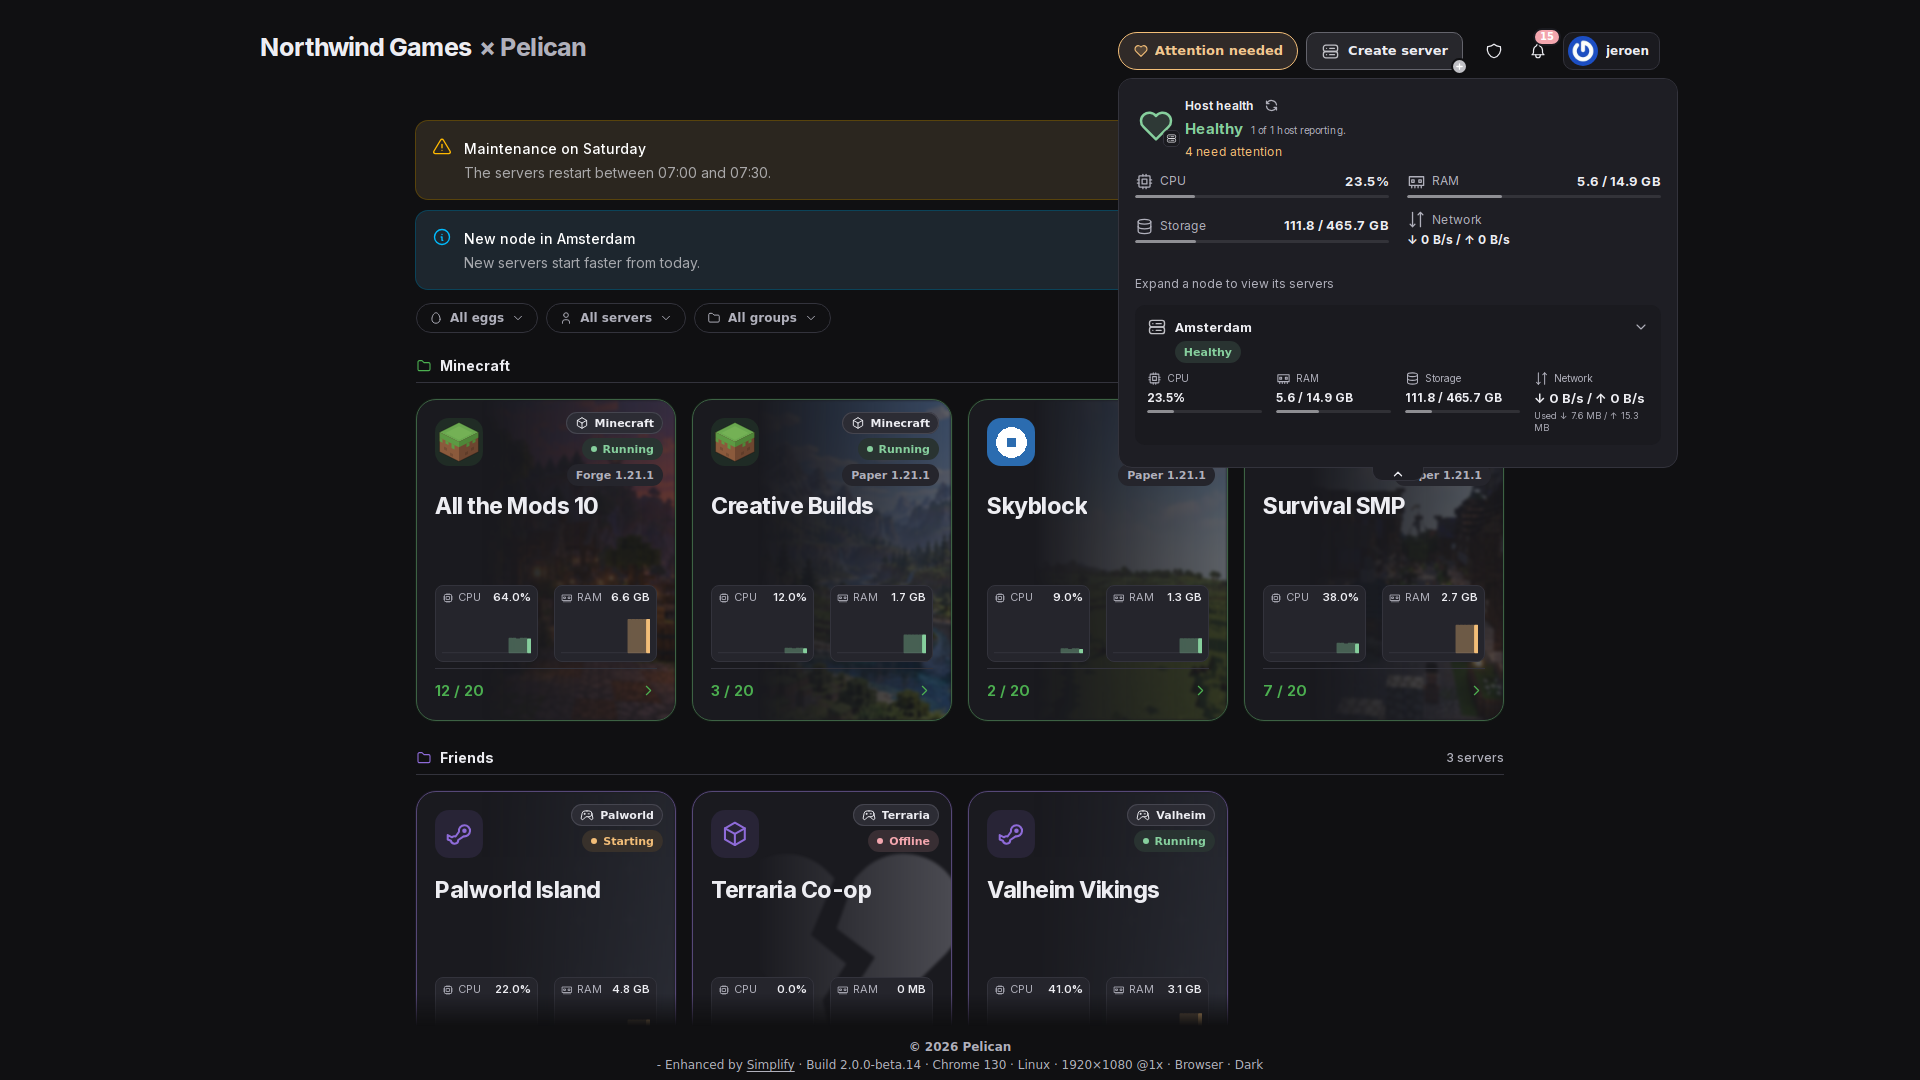 Northwind Games × Pelican
Attention needed
Create server
15
jeroen
Host health
Healthy 1 of 1 host reporting.
4 need attention
CPU 23.5%
RAM 5.6 / 14.9 GB
Storage 111.8 / 465.7 GB
Network
↓ 0 B/s / ↑ 0 B/s
Expand a node to view its servers
Amsterdam
Healthy
CPU
23.5%
RAM
5.6 / 14.9 GB
Storage
111.8 / 465.7 GB
Network
↓ 0 B/s / ↑ 0 B/s
Used ↓ 7.6 MB / ↑ 15.3
MB
Maintenance on Saturday
The servers restart between 07:00 and 07:30.
New node in Amsterdam
New servers start faster from today.
All eggs
All servers
All groups
Minecraft
Minecraft
Running
Forge 1.21.1
All the Mods 10
CPU 64.0%
RAM 6.6 GB
12 / 20
Minecraft
Running
Paper 1.21.1
Creative Builds
CPU 12.0%
RAM 1.7 GB
3 / 20
Paper 1.21.1
Skyblock
CPU 9.0%
RAM 1.3 GB
2 / 20
1.21.1
Survival SMP
CPU 38.0%
RAM 2.7 GB
7 / 20
Friends
3 servers
Palworld
Starting
Palworld Island
CPU 22.0%
RAM 4.8 GB
Terraria
Offline
Terraria Co-op
CPU 0.0%
RAM 0 MB
Valheim
Running
Valheim Vikings
CPU 41.0%
RAM 3.1 GB
© 2026 Pelican
- Enhanced by Simplify · Build 2.0.0-beta.14 · Chrome 130 · Linux · 1920×1080 @1x · Browser · Dark